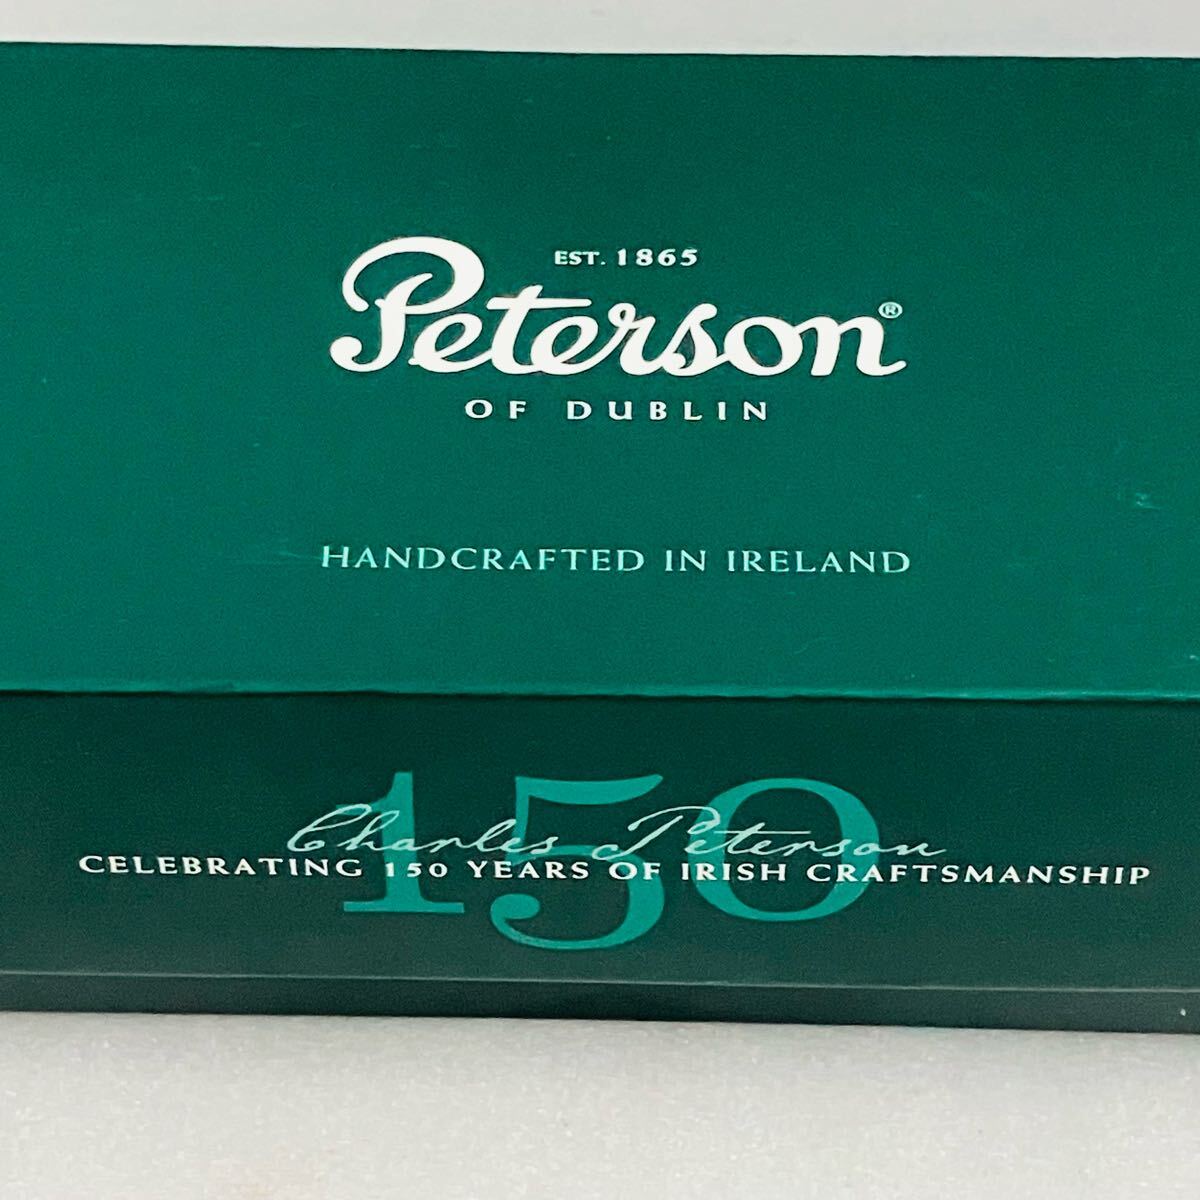 EST. 1865
Peterson®
OF DUBLIN
HANDCRAFTED IN IRELAND
150
Charles Peterson
CELEBRATING 150 YEARS OF IRISH CRAFTSMANSHIP